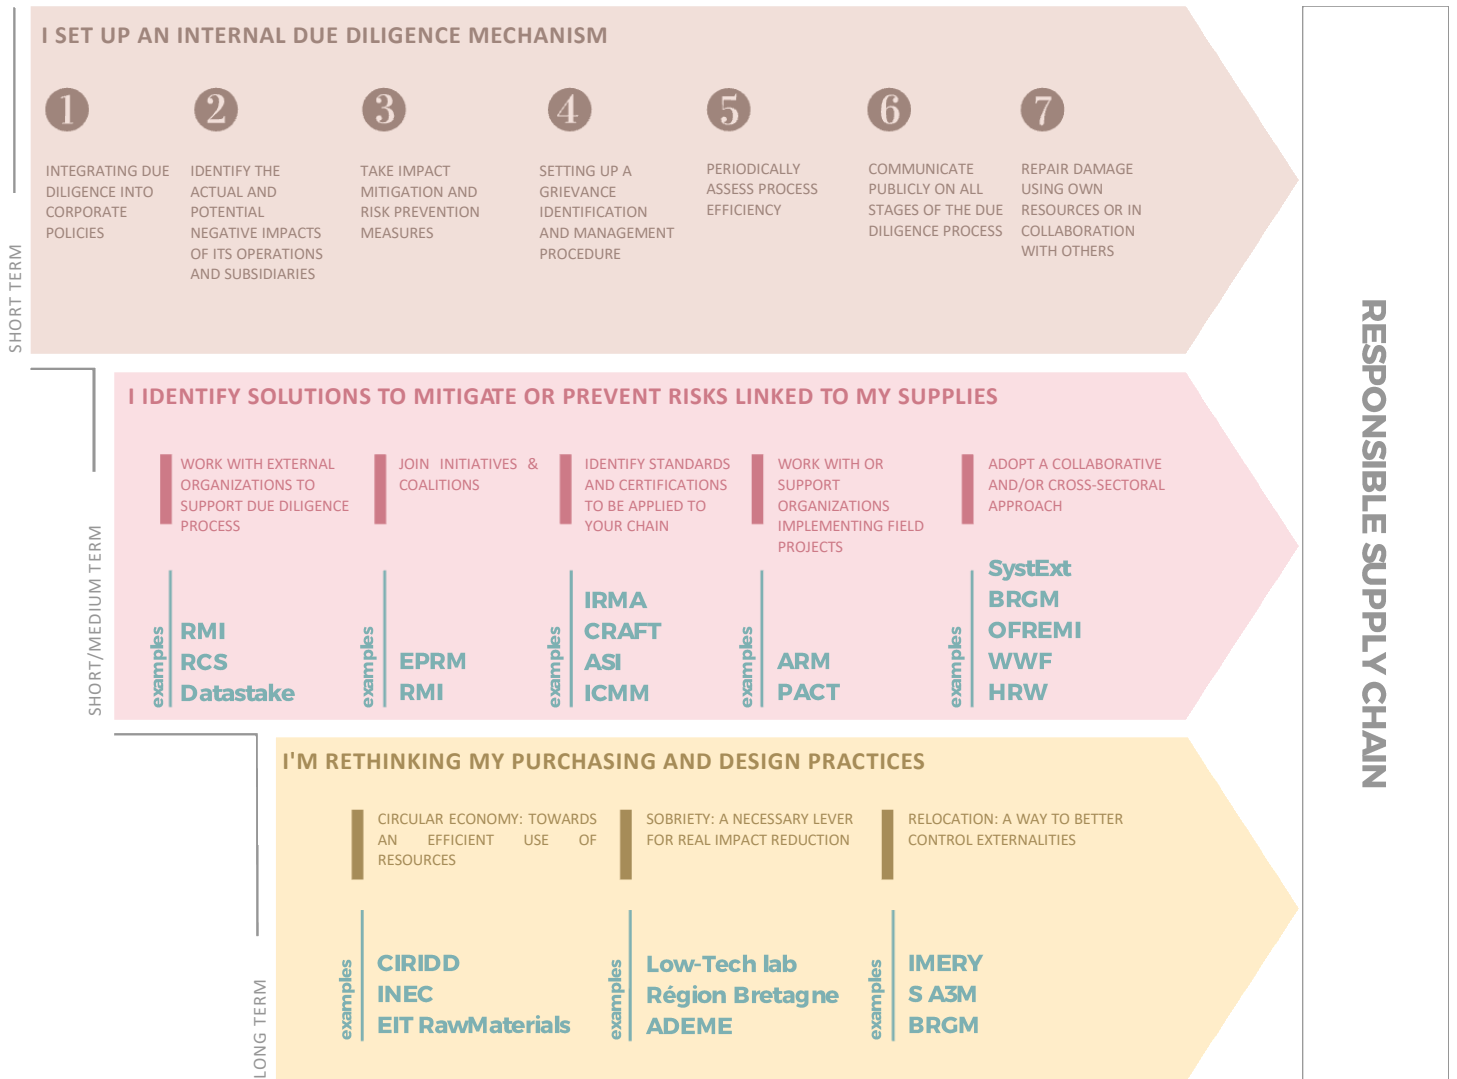 I SET UP AN INTERNAL DUE DILIGENCE MECHANISM
1
INTEGRATING DUE
DILIGENCE INTO
CORPORATE
POLICIES
2
IDENTIFY THE
ACTUAL AND
POTENTIAL
NEGATIVE IMPACTS
OF ITS OPERATIONS
AND SUBSIDIARIES
3
TAKE IMPACT
MITIGATION AND
RISK PREVENTION
MEASURES
4
SETTING UP A
GRIEVANCE
IDENTIFICATION
AND MANAGEMENT
PROCEDURE
5
PERIODICALLY
ASSESS PROCESS
EFFICIENCY
6
COMMUNICATE
PUBLICLY ON ALL
STAGES OF THE DUE
DILIGENCE PROCESS
7
REPAIR DAMAGE
USING OWN
RESOURCES OR IN
COLLABORATION
WITH OTHERS
SHORT TERM
I IDENTIFY SOLUTIONS TO MITIGATE OR PREVENT RISKS LINKED TO MY SUPPLIES
WORK WITH EXTERNAL
ORGANIZATIONS TO
SUPPORT DUE DILIGENCE
PROCESS
examples
RMI
RCS
Datastake
JOIN INITIATIVES &
COALITIONS
examples
EPRM
RMI
IDENTIFY STANDARDS
AND CERTIFICATIONS
TO BE APPLIED TO
YOUR CHAIN
examples
IRMA
CRAFT
ASI
ICMM
WORK WITH OR
SUPPORT
ORGANIZATIONS
IMPLEMENTING FIELD
PROJECTS
examples
ARM
PACT
ADOPT A COLLABORATIVE
AND/OR CROSS-SECTORAL
APPROACH
examples
SystExt
BRGM
OFREMI
WWF
HRW
SHORT/MEDIUM TERM
I'M RETHINKING MY PURCHASING AND DESIGN PRACTICES
CIRCULAR ECONOMY: TOWARDS
AN EFFICIENT USE OF
RESOURCES
examples
CIRIDD
INEC
EIT RawMaterials
SOBRIETY: A NECESSARY LEVER
FOR REAL IMPACT REDUCTION
examples
Low-Tech lab
Région Bretagne
ADEME
RELOCATION: A WAY TO BETTER
CONTROL EXTERNALITIES
examples
IMERY
S A3M
BRGM
LONG TERM
RESPONSIBLE SUPPLY CHAIN